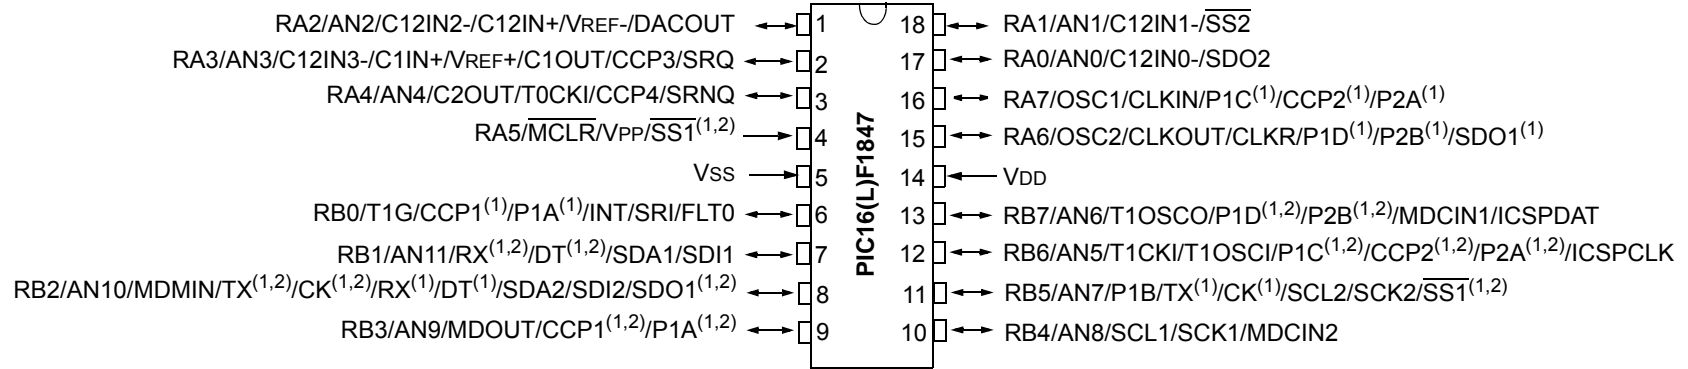 RA2/AN2/C12IN2-/C12IN+/VREF-/DACOUT 1 18 RA1/AN1/C12IN1-/S̅S̅2̅
RA3/AN3/C12IN3-/C1IN+/VREF+/C1OUT/CCP3/SRQ 2 17 RA0/AN0/C12IN0-/SDO2
RA4/AN4/C2OUT/T0CKI/CCP4/SRNQ 3 16 RA7/OSC1/CLKIN/P1C(1)/CCP2(1)/P2A(1)
RA5/M̅C̅L̅R̅/VPP/S̅S̅1̅(1,2) 4 15 RA6/OSC2/CLKOUT/CLKR/P1D(1)/P2B(1)/SDO1(1)
VSS 5 14 VDD
RB0/T1G/CCP1(1)/P1A(1)/INT/SRI/FLT0 6 13 RB7/AN6/T1OSCO/P1D(1,2)/P2B(1,2)/MDCIN1/ICSPDAT
RB1/AN11/RX(1,2)/DT(1,2)/SDA1/SDI1 7 12 RB6/AN5/T1CKI/T1OSCI/P1C(1,2)/CCP2(1,2)/P2A(1,2)/ICSPCLK
RB2/AN10/MDMIN/TX(1,2)/CK(1,2)/RX(1)/DT(1)/SDA2/SDI2/SDO1(1,2) 8 11 RB5/AN7/P1B/TX(1)/CK(1)/SCL2/SCK2/S̅S̅1̅(1,2)
RB3/AN9/MDOUT/CCP1(1,2)/P1A(1,2) 9 10 RB4/AN8/SCL1/SCK1/MDCIN2
PIC16(L)F1847